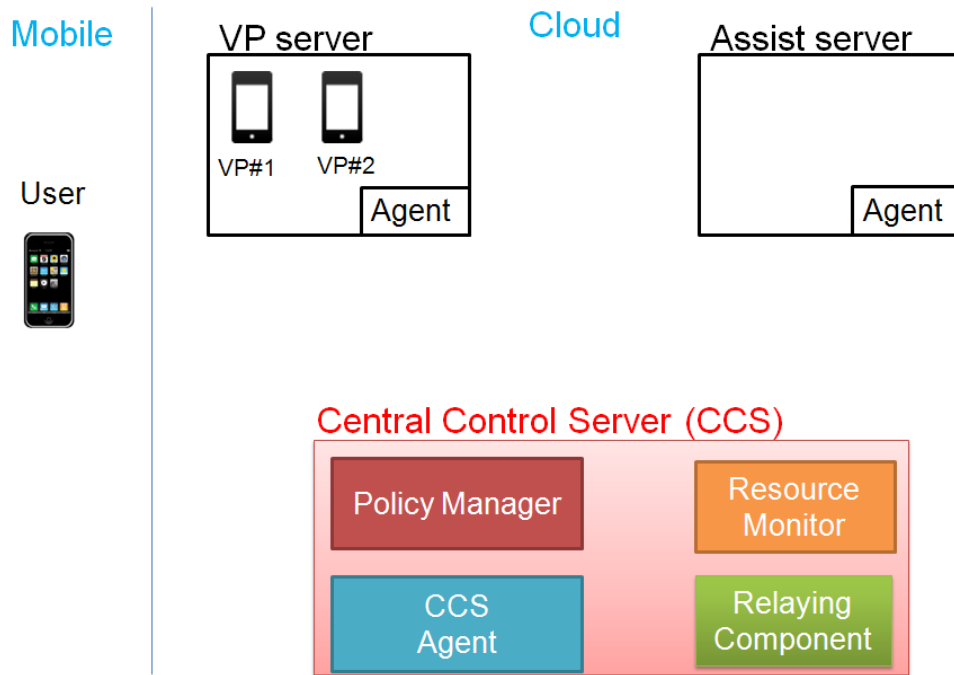 Mobile
Cloud
VP server
Assist server
VP#1
VP#2
User
Agent
Agent
Central Control Server (CCS)
Policy Manager
Resource
Monitor
CCS
Agent
Relaying
Component